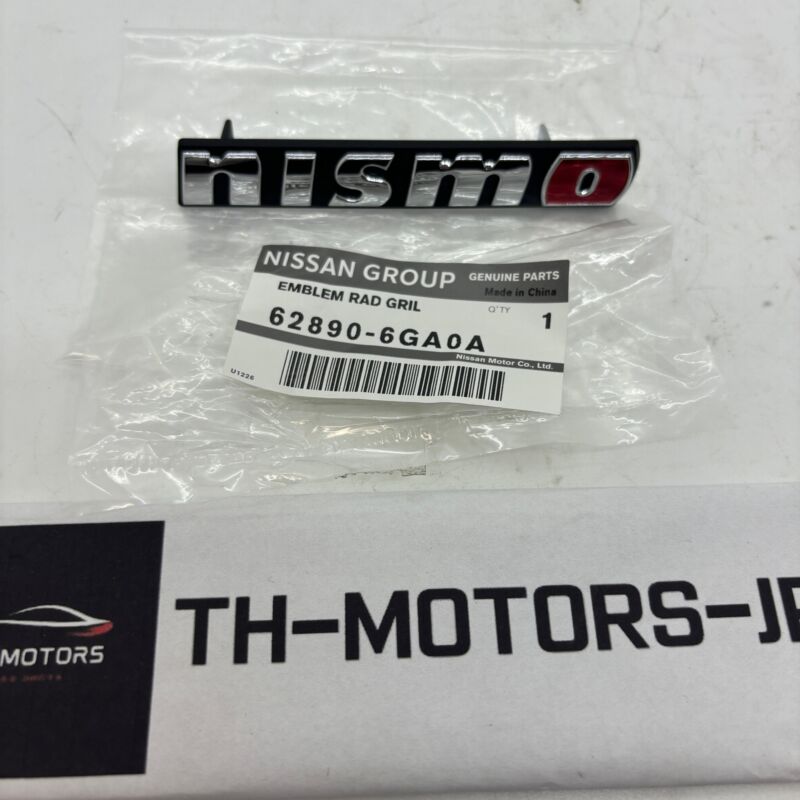 nismo
NISSAN GROUP GENUINE PARTS
Made in China
EMBLEM RAD GRIL Q'TY 1
62890-6GA0A
Nissan Motor Co., Ltd.
U1226
MOTORS
TH-MOTORS-JE